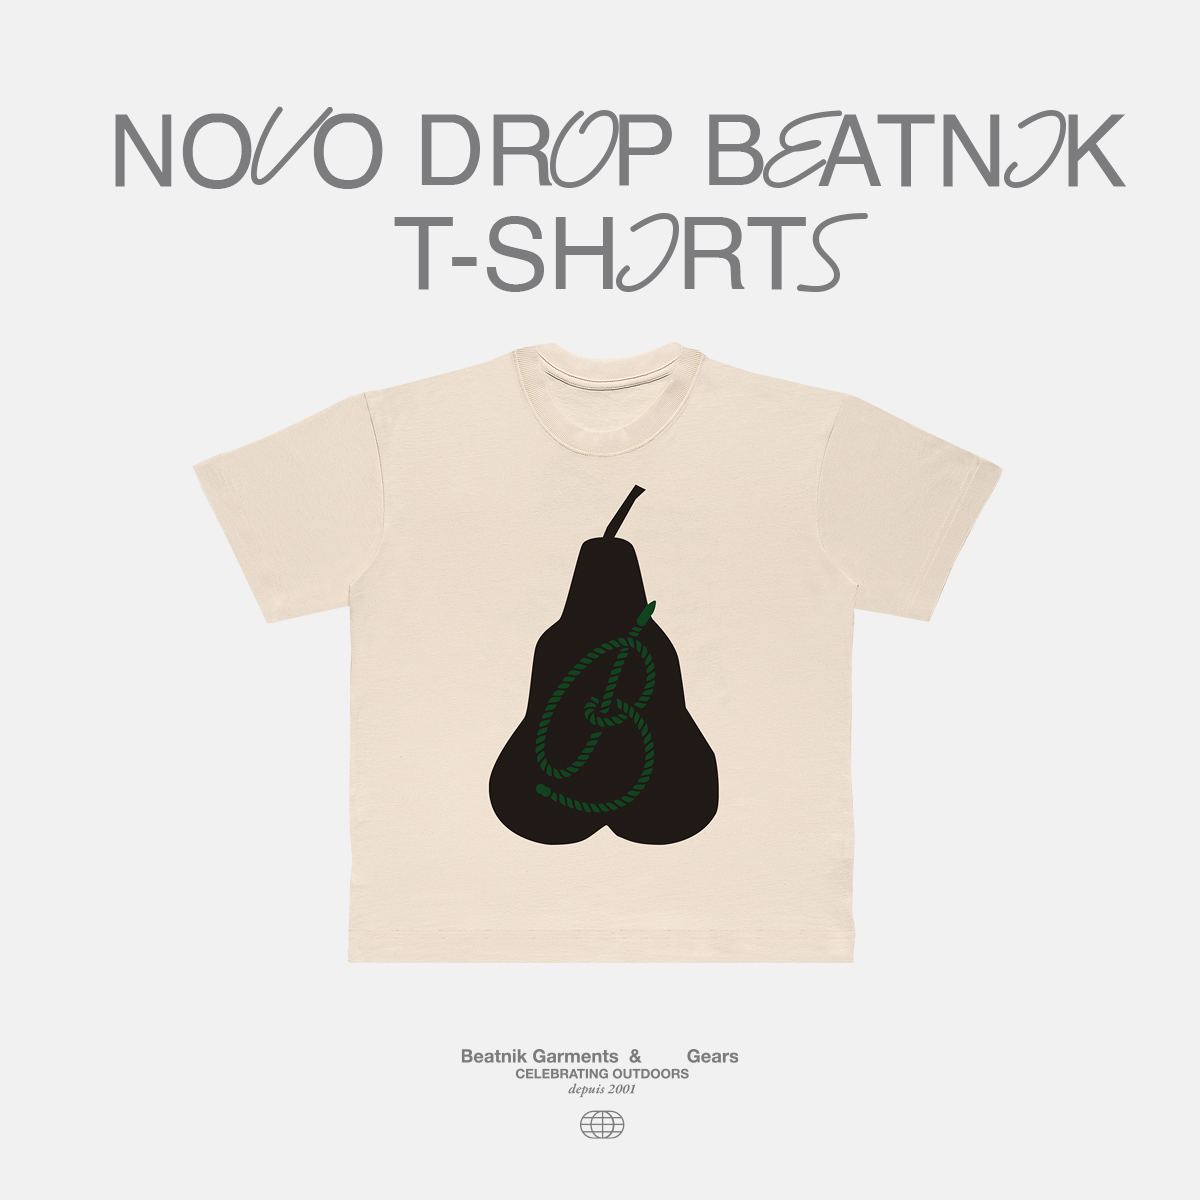 NOVO DROP BEATNIK
T-SHIRTS
B
Beatnik Garments & Gears
CELEBRATING OUTDOORS
depuis 2001